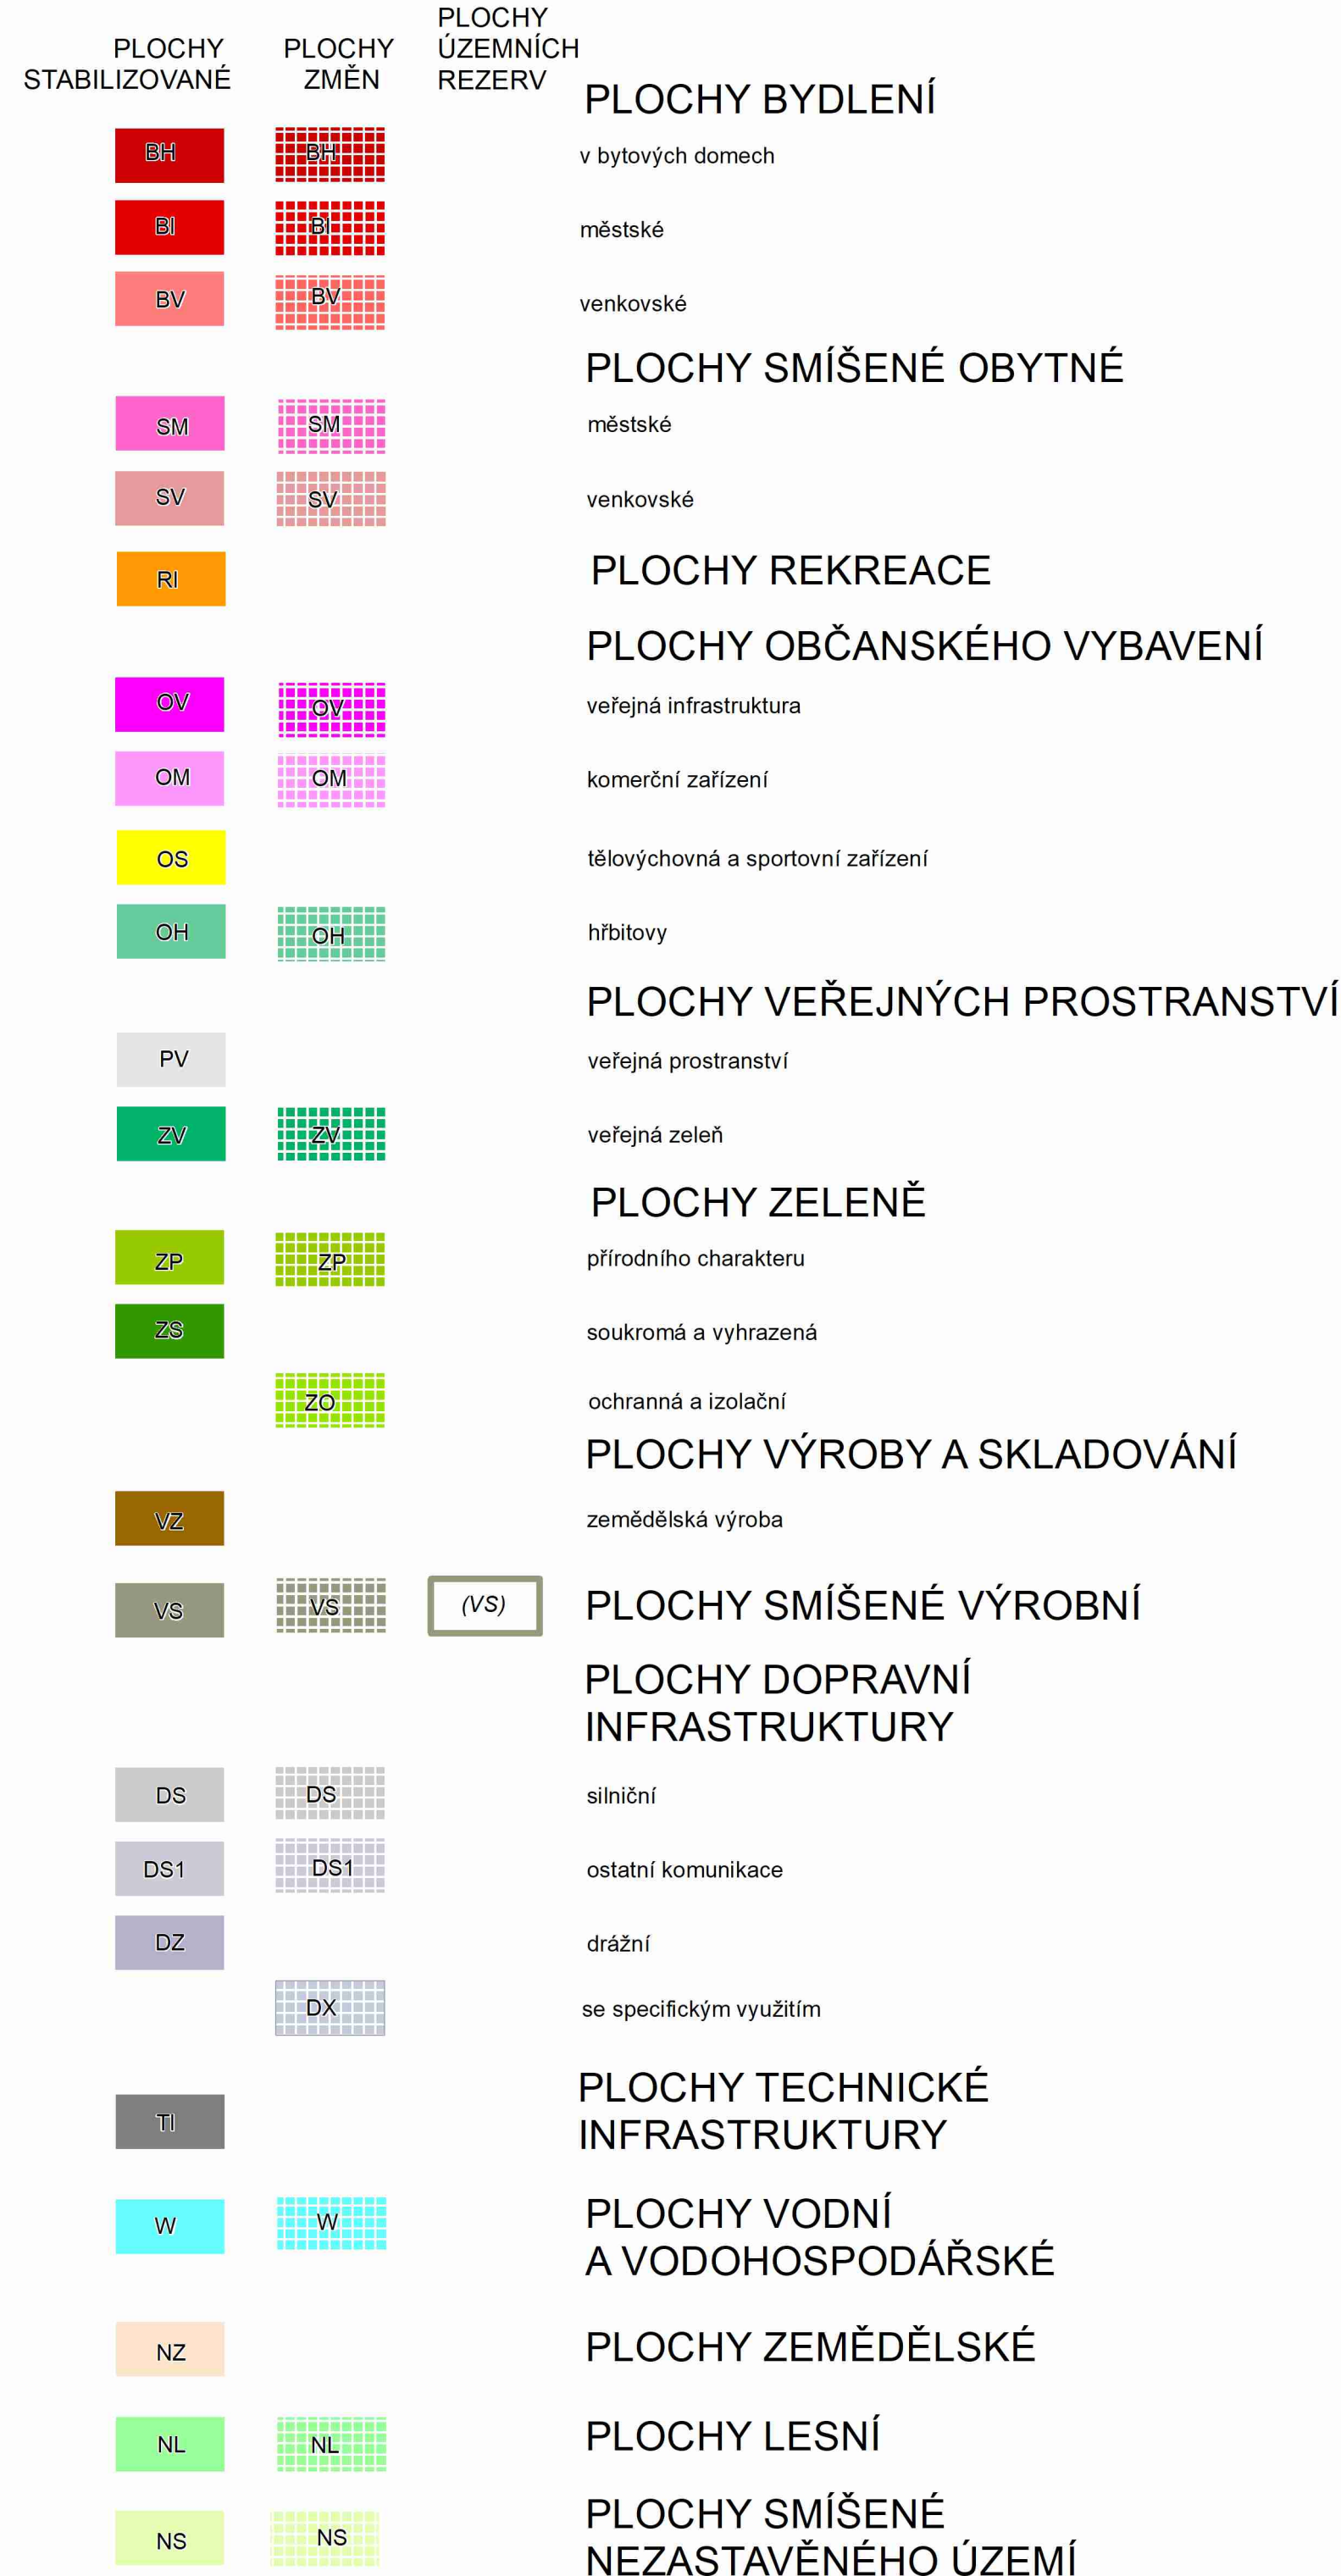 PLOCHY
STABILIZOVANÉ
PLOCHY
ZMĚN
PLOCHY
ÚZEMNÍCH
REZERV
PLOCHY BYDLENÍ
BH BH v bytových domech
BI BI městské
BV BV venkovské
PLOCHY SMÍŠENÉ OBYTNÉ
SM SM městské
SV SV venkovské
RI PLOCHY REKREACE
PLOCHY OBČANSKÉHO VYBAVENÍ
OV OV veřejná infrastruktura
OM OM komerční zařízení
OS tělovýchovná a sportovní zařízení
OH OH hřbitovy
PLOCHY VEŘEJNÝCH PROSTRANSTVÍ
PV veřejná prostranství
ZV ZV veřejná zeleň
PLOCHY ZELENĚ
ZP ZP přírodního charakteru
ZS soukromá a vyhrazená
ZO ochranná a izolační
PLOCHY VÝROBY A SKLADOVÁNÍ
VZ zemědělská výroba
VS VS (VS) PLOCHY SMÍŠENÉ VÝROBNÍ
PLOCHY DOPRAVNÍ
INFRASTRUKTURY
DS DS silniční
DS1 DS1 ostatní komunikace
DZ drážní
DX se specifickým využitím
TI PLOCHY TECHNICKÉ
INFRASTRUKTURY
W W PLOCHY VODNÍ
A VODOHOSPODÁŘSKÉ
NZ PLOCHY ZEMĚDĚLSKÉ
NL NL PLOCHY LESNÍ
NS NS PLOCHY SMÍŠENÉ
NEZASTAVĚNÉHO ÚZEMÍ